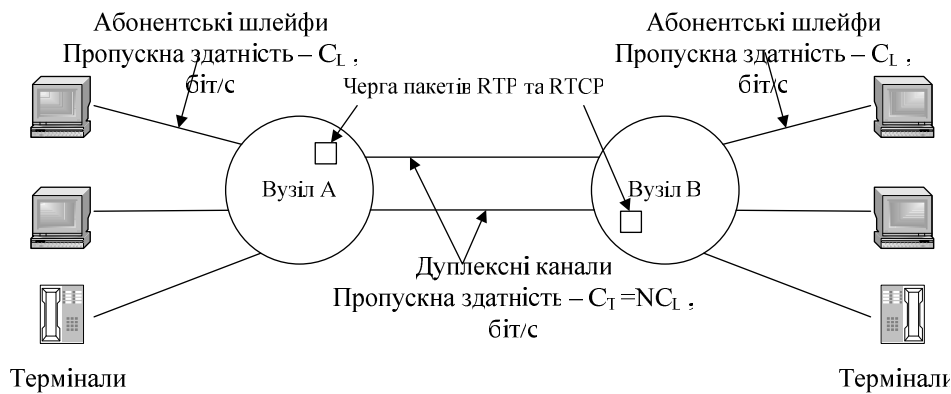 Абонентські шлейфи
Пропускна здатність – C_L ,
біт/с
Абонентські шлейфи
Пропускна здатність – C_L ,
біт/с
Черга пакетів RTP та RTCP
Вузіл А
Вузіл В
Дуплексні канали
Пропускна здатність – C_I =NC_L ,
біт/с
Термінали
Термінали